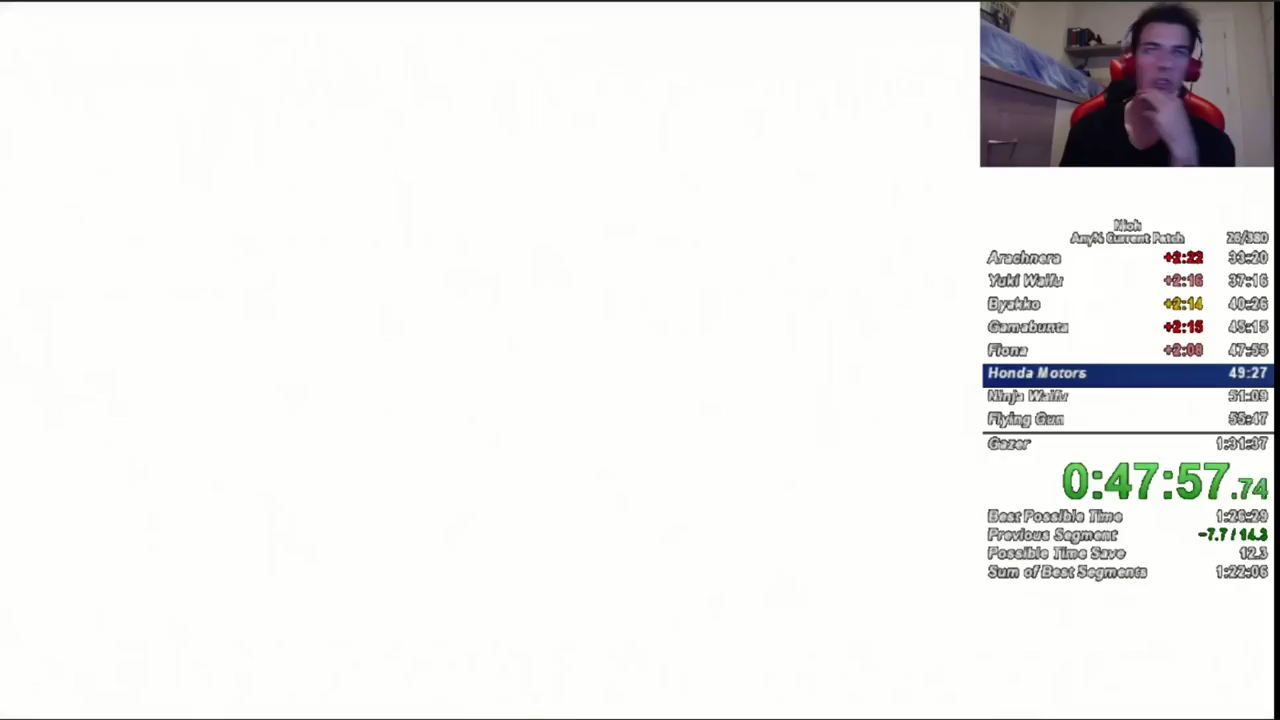 Nioh
Any% Current Patch 26/380
Arachnera +2:22 33:20
Yuki Waifu +2:16 37:16
Byakko +2:14 40:26
Gamabunta +2:15 45:15
Fiona +2:08 47:55
Honda Motors 49:27
Ninja Waifu 51:09
Flying Gun 55:47
Gazer 1:31:37
0:47:57.74
Best Possible Time 1:26:29
Previous Segment -7.7 / 14.3
Possible Time Save 12.3
Sum of Best Segments 1:22:06